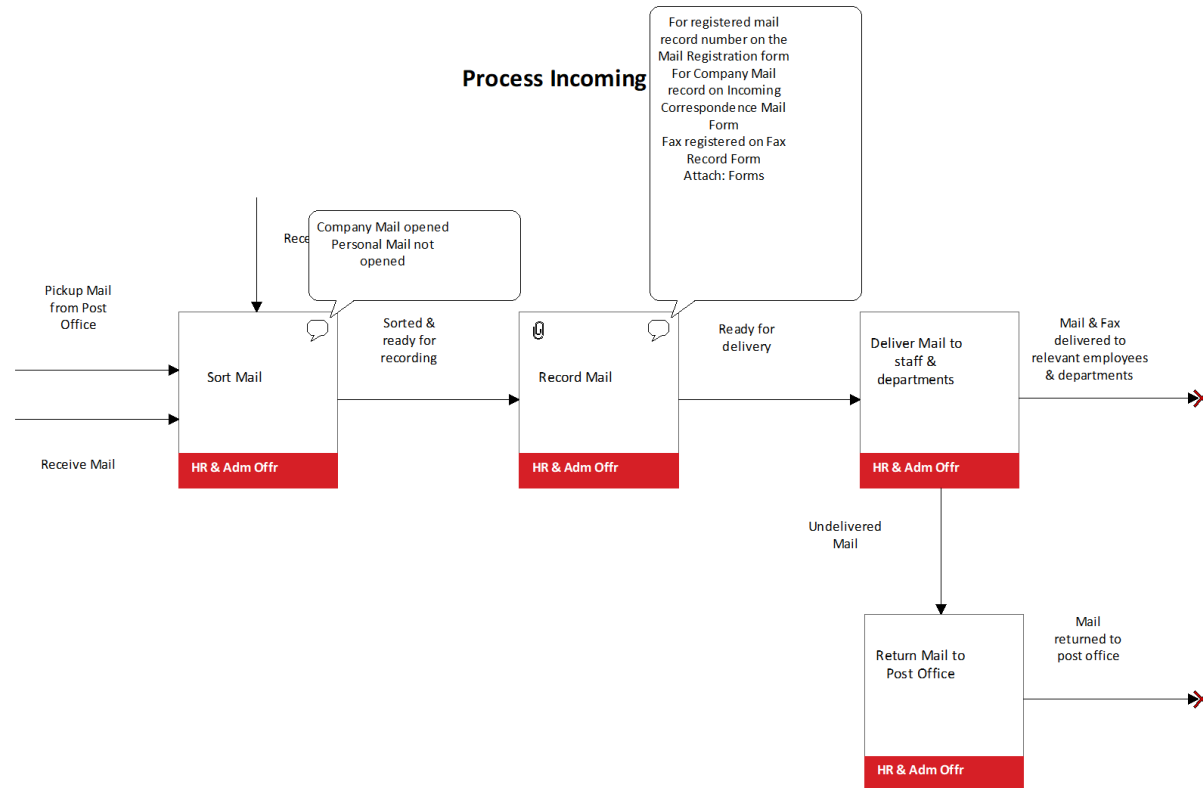 For registered mail
record number on the
Mail Registration form
For Company Mail
record on Incoming
Correspondence Mail
Form
Fax registered on Fax
Record Form
Attach: Forms
Process Incoming
Company Mail opened
Personal Mail not
opened
Pickup Mail
from Post
Office
Sorted &
ready for
recording
Ready for
delivery
Mail & Fax
delivered to
relevant employees
& departments
Sort Mail
Record Mail
Deliver Mail to
staff &
departments
Receive Mail
HR & Adm Offr
HR & Adm Offr
HR & Adm Offr
Undelivered
Mail
Mail
returned to
post office
Return Mail to
Post Office
HR & Adm Offr